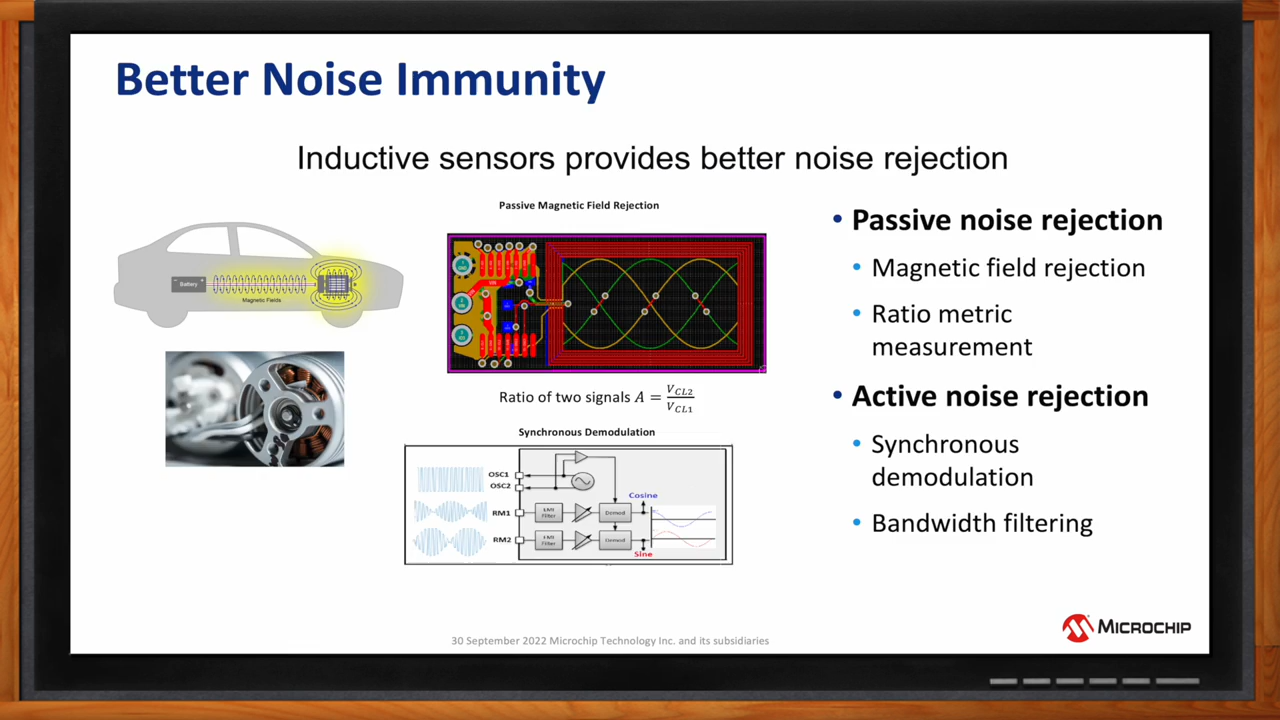 Better Noise Immunity
Inductive sensors provides better noise rejection
Battery
Magnetic Fields
Passive Magnetic Field Rejection
Ratio of two signals A = V_CL2 / V_CL1
Synchronous Demodulation
OSC1
OSC2
RM1
EMI
Filter
Demod
Cosine
RM2
EMI
Filter
Demod
Sine
• Passive noise rejection
• Magnetic field rejection
• Ratio metric
measurement
• Active noise rejection
• Synchronous
demodulation
• Bandwidth filtering
30 September 2022 Microchip Technology Inc. and its subsidiaries
MICROCHIP